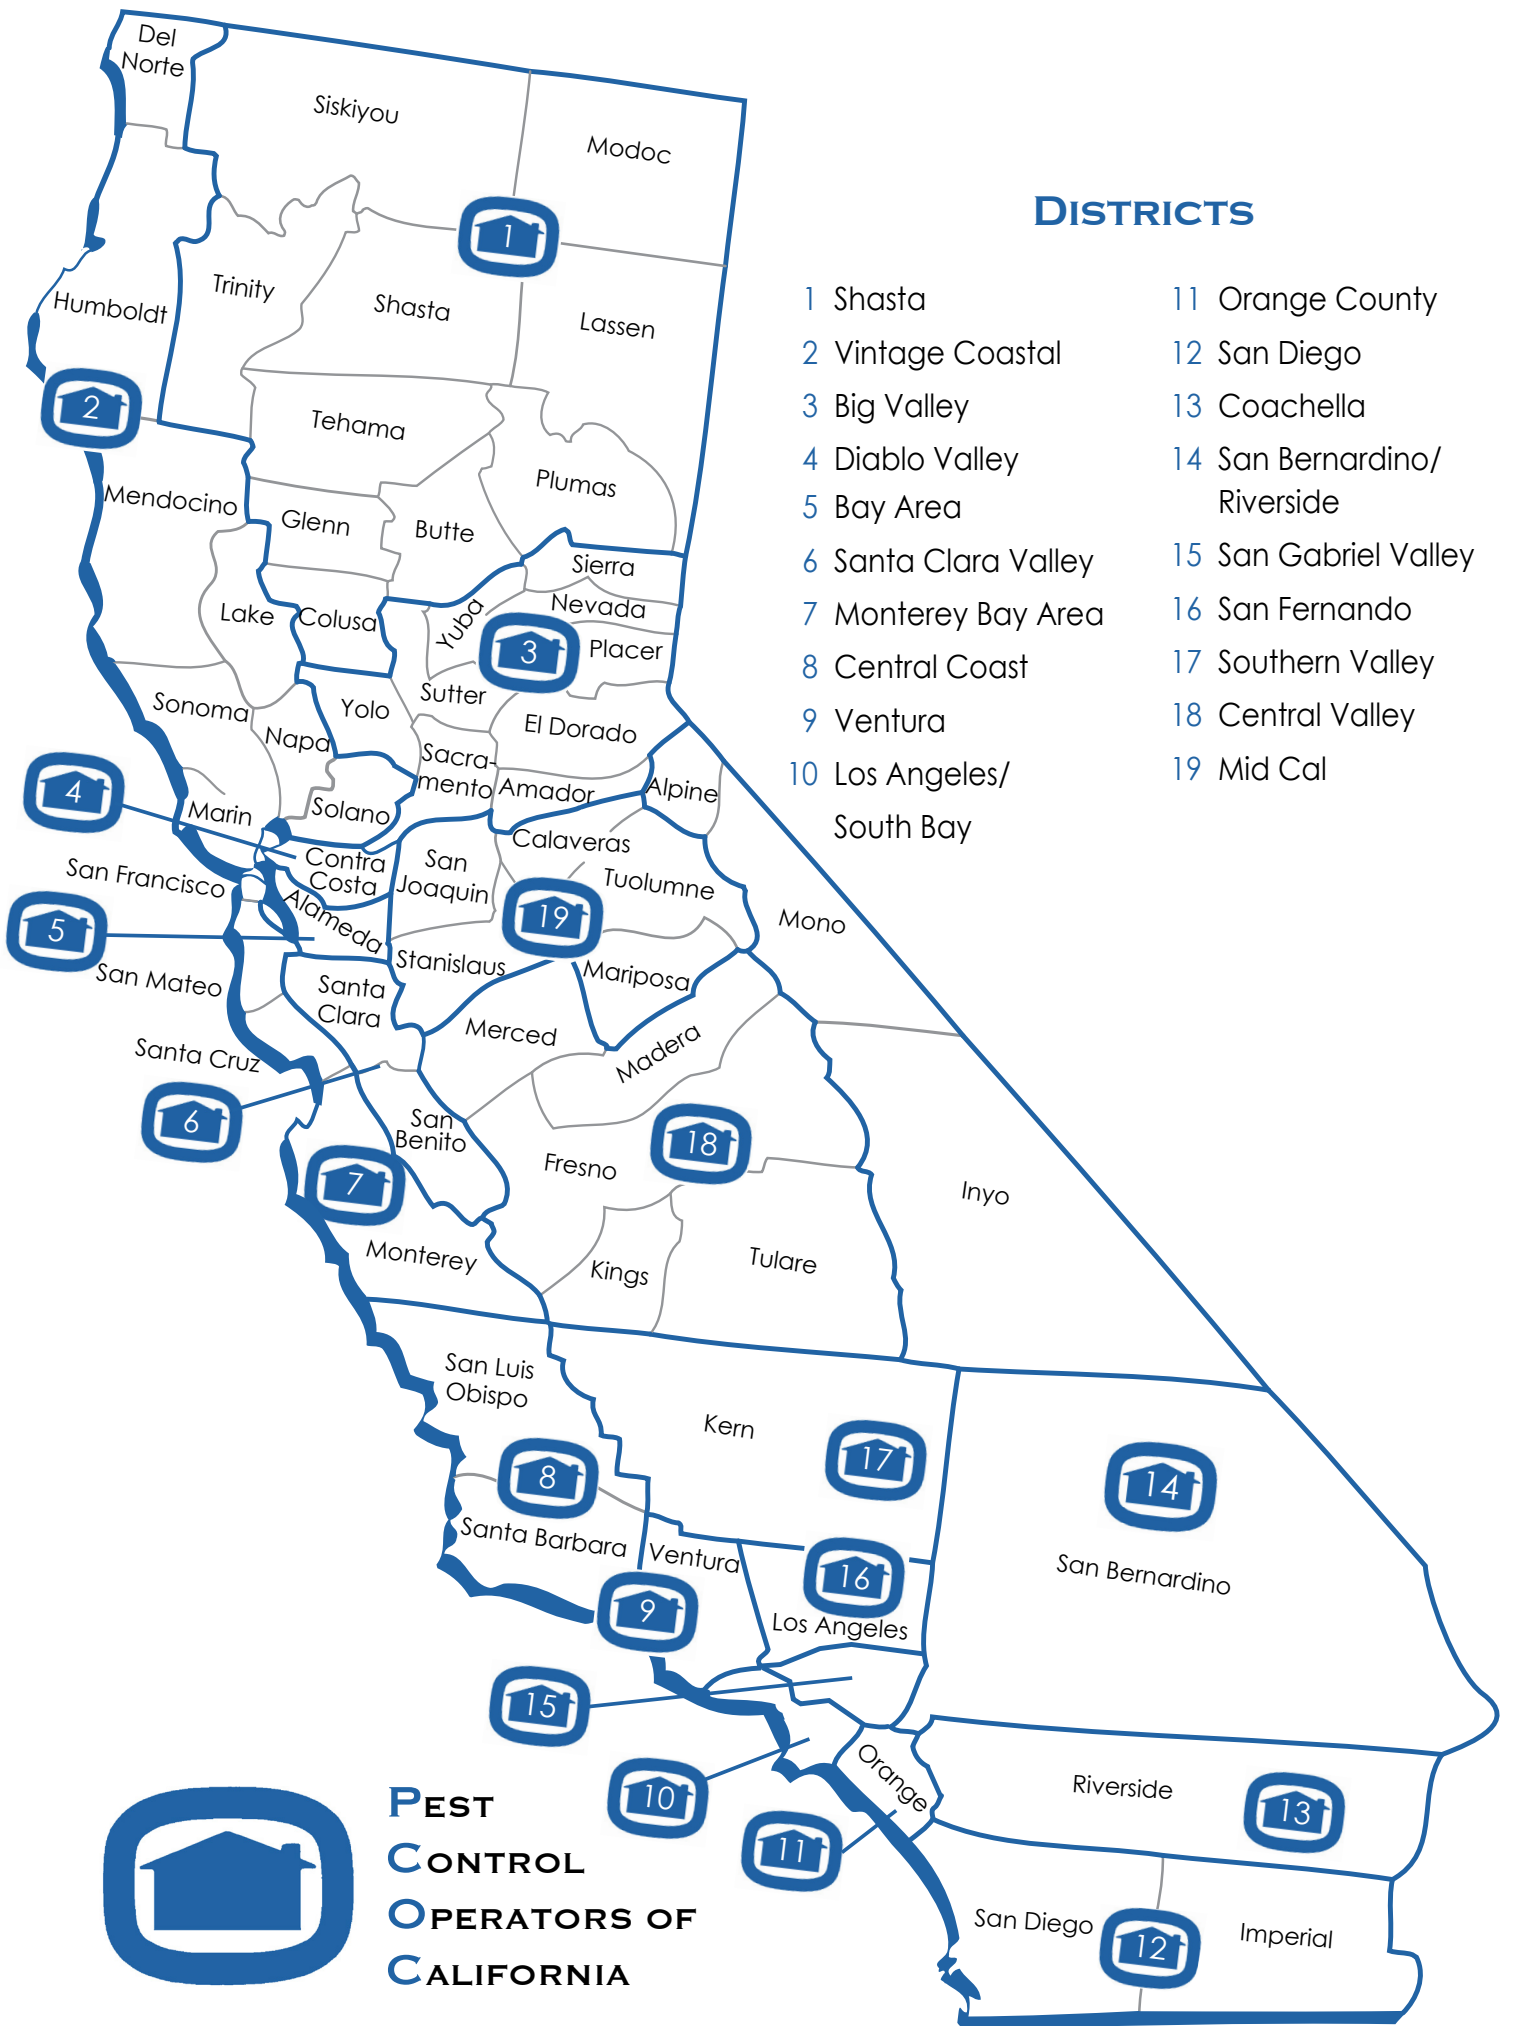 Del
Norte
Siskiyou
Modoc
1
Humboldt
Trinity
Shasta
Lassen
2
Tehama
Plumas
Mendocino
Glenn
Butte
Sierra
Lake
Colusa
Yuba
Nevada
3
Placer
Sutter
Sonoma
Yolo
El Dorado
Napa
Sacra-
mento
Amador
Alpine
4
Marin
Solano
Calaveras
Contra
Costa
San
Joaquin
Tuolumne
San Francisco
Alameda
19
Mono
5
Stanislaus
Mariposa
San Mateo
Santa
Clara
Merced
Madera
Santa Cruz
6
San
Benito
18
Fresno
7
Inyo
Monterey
Kings
Tulare
San Luis
Obispo
Kern
17
8
14
Santa Barbara
Ventura
16
San Bernardino
9
Los Angeles
15
10
Orange
Riverside
13
11
San Diego
12
Imperial
Districts
1 Shasta
2 Vintage Coastal
3 Big Valley
4 Diablo Valley
5 Bay Area
6 Santa Clara Valley
7 Monterey Bay Area
8 Central Coast
9 Ventura
10 Los Angeles/
South Bay
11 Orange County
12 San Diego
13 Coachella
14 San Bernardino/
Riverside
15 San Gabriel Valley
16 San Fernando
17 Southern Valley
18 Central Valley
19 Mid Cal
Pest
Control
Operators of
California